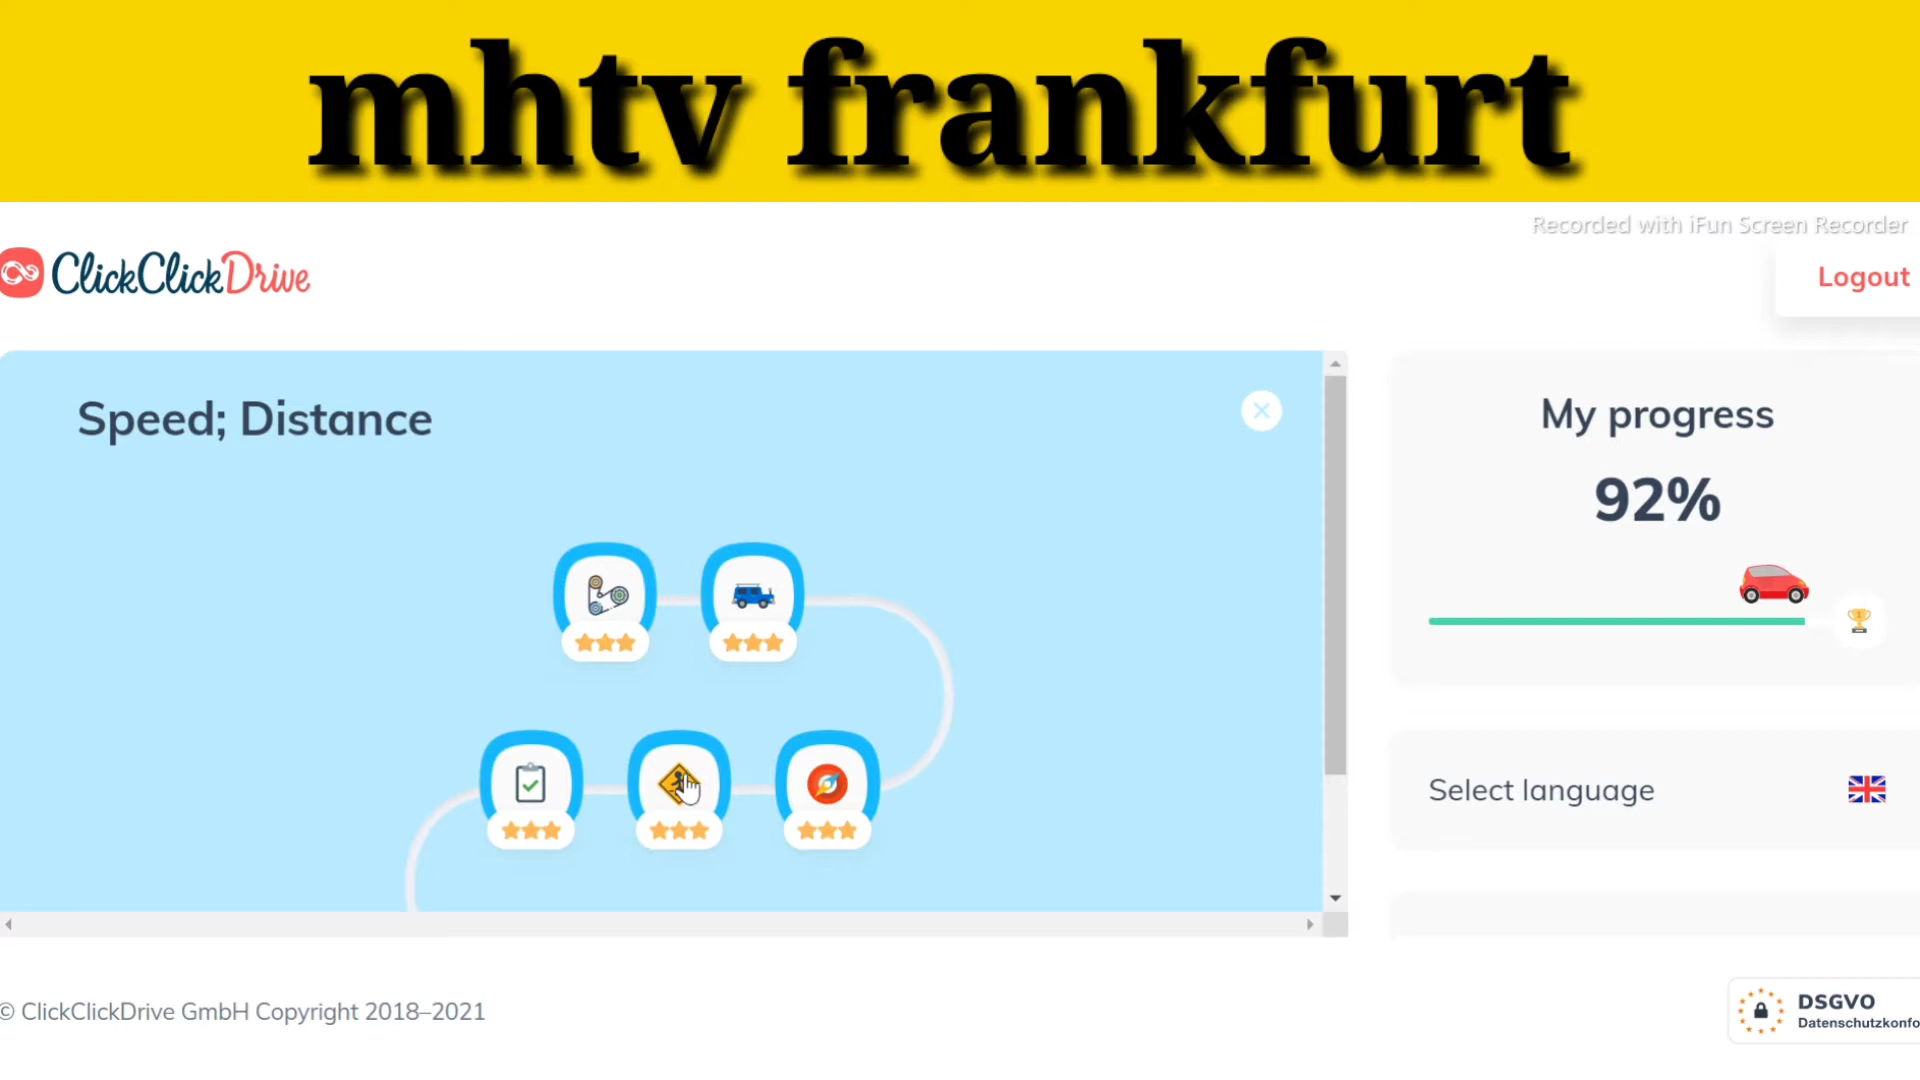 mhtv frankfurt
Recorded with iFun Screen Recorder
ClickClickDrive
Logout
Speed; Distance
My progress
92%
Select language
© ClickClickDrive GmbH Copyright 2018–2021
DSGVO
Datenschutzkonfo